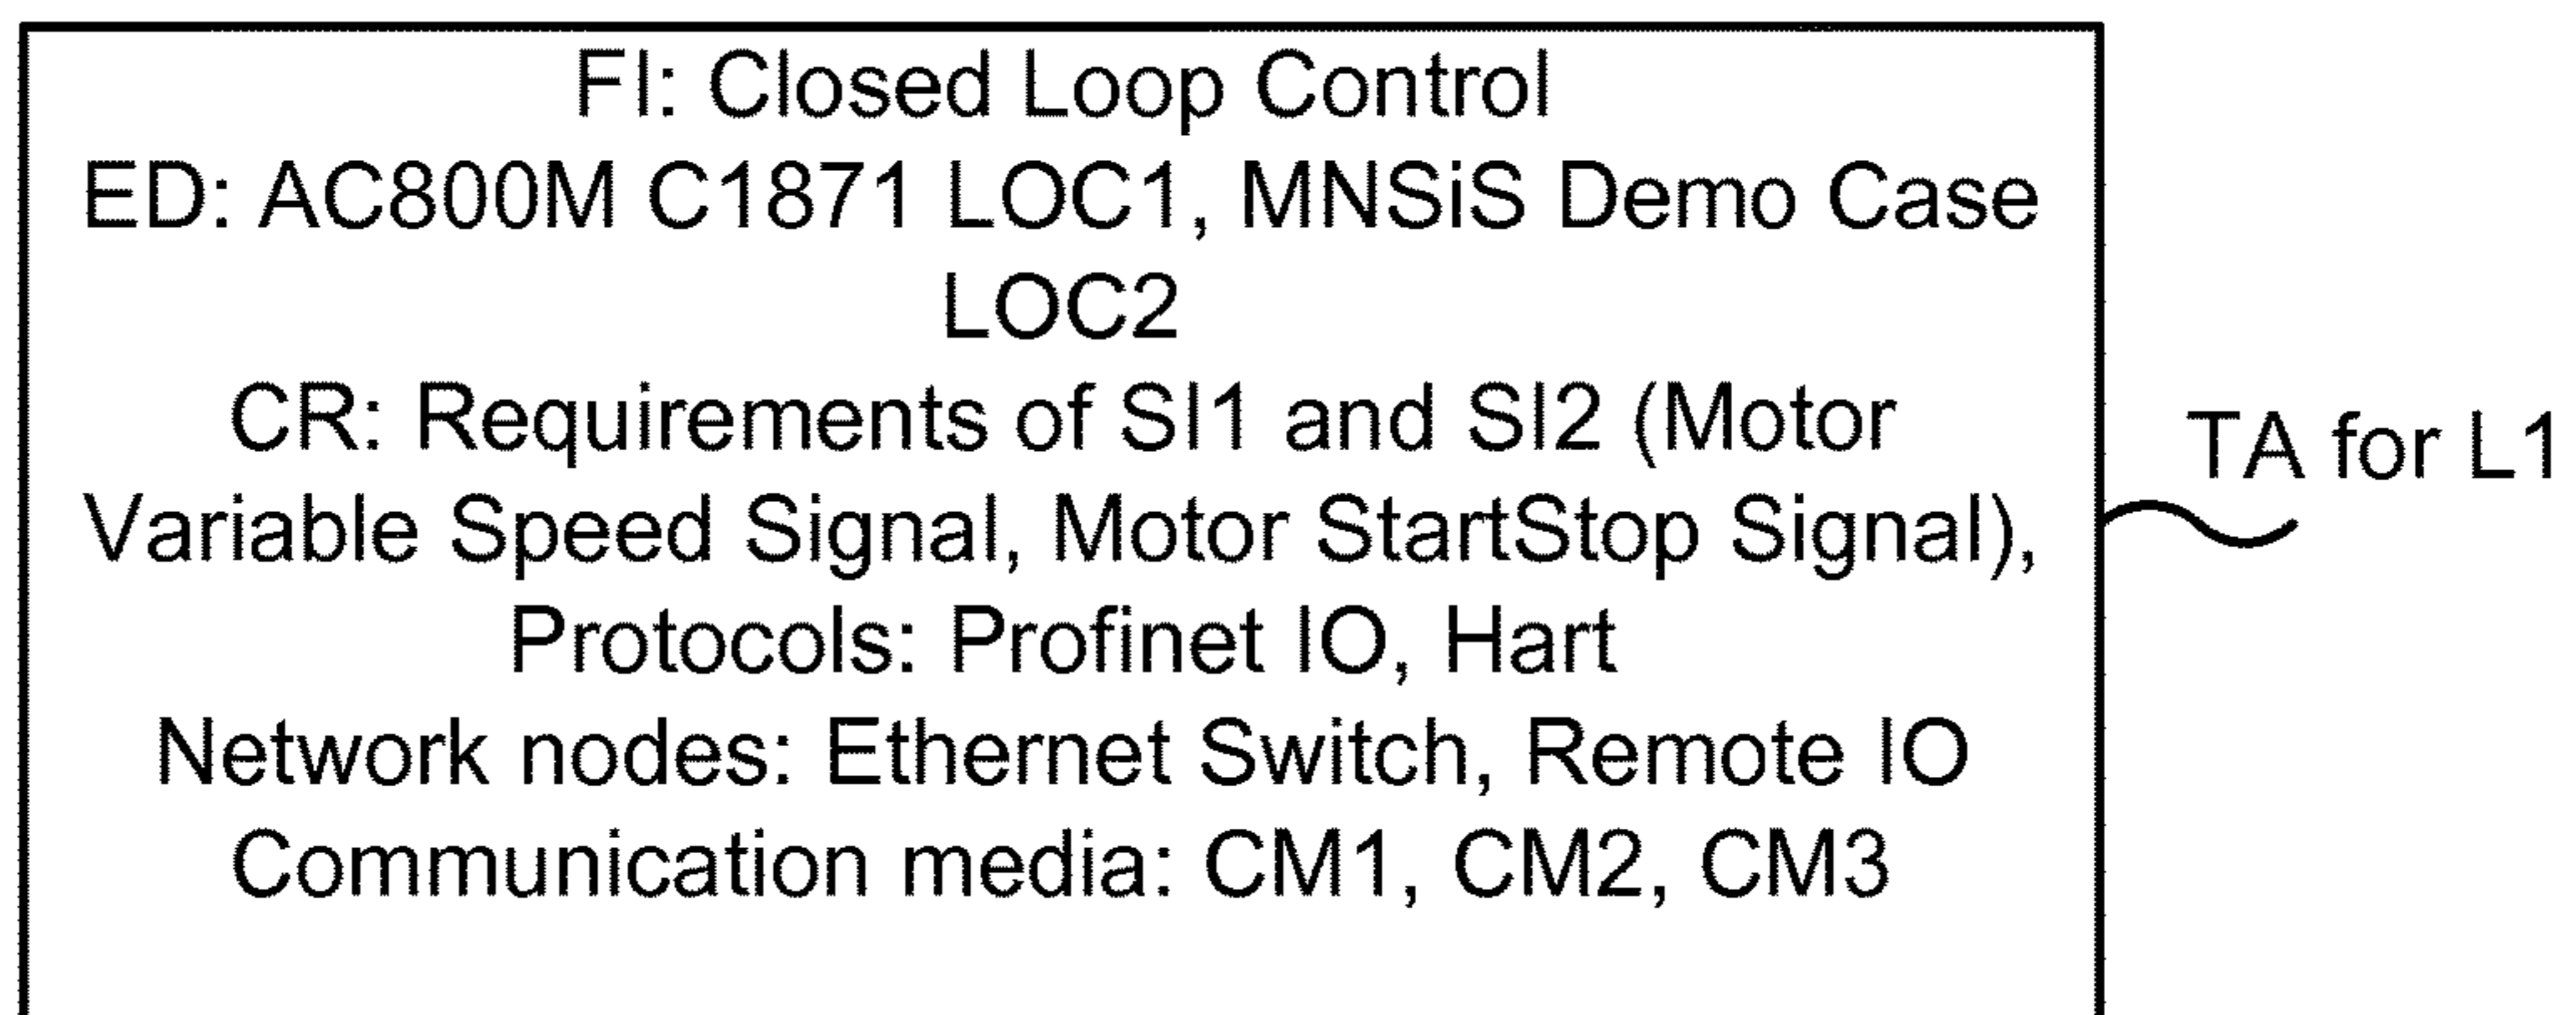 FI: Closed Loop Control
ED: AC800M C1871 LOC1, MNSiS Demo Case
LOC2
CR: Requirements of SI1 and SI2 (Motor
Variable Speed Signal, Motor StartStop Signal),
Protocols: Profinet IO, Hart
Network nodes: Ethernet Switch, Remote IO
Communication media: CM1, CM2, CM3
TA for L1